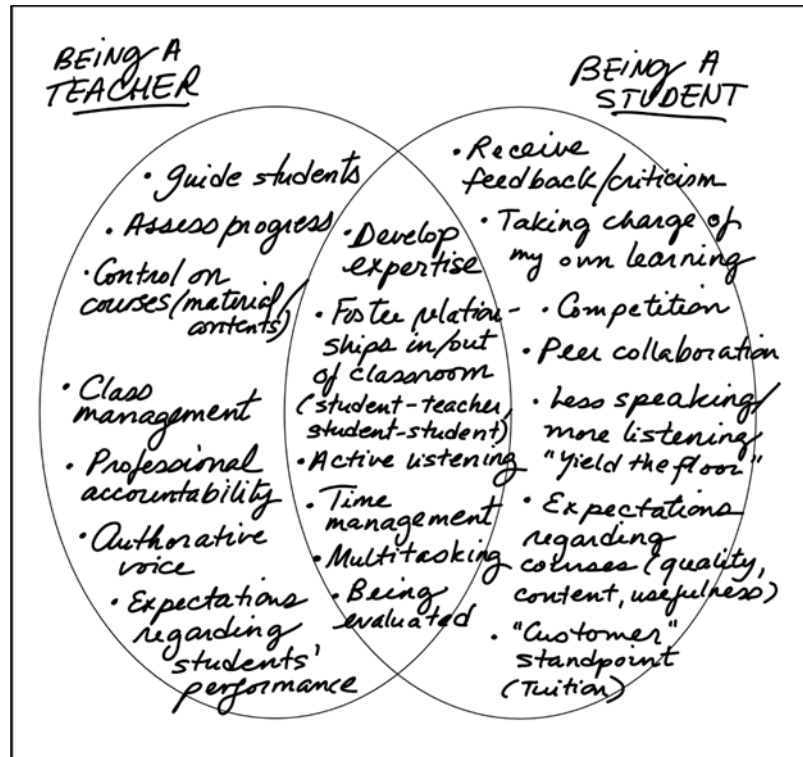 BEING A
TEACHER
• guide students
• Assess progress
• Control on
courses (material/
contents)
• Class
management
• Professional
accountability
• Authorative
voice
• Expectations
regarding
students'
performance
• Develop
expertise
• Foster relation-
ships in/out
of classroom
(student-teacher,
student-student)
• Active listening
• Time
management
• Multitasking
• Being
evaluated
BEING A
STUDENT
• Receive
feedback/criticism
• Taking charge of
my own learning
• Competition
• Peer collaboration
• Less speaking/
more listening
"yield the floor"
• Expectations
regarding
courses (quality,
content, usefulness)
• "Customer"
standpoint
(Tuition)